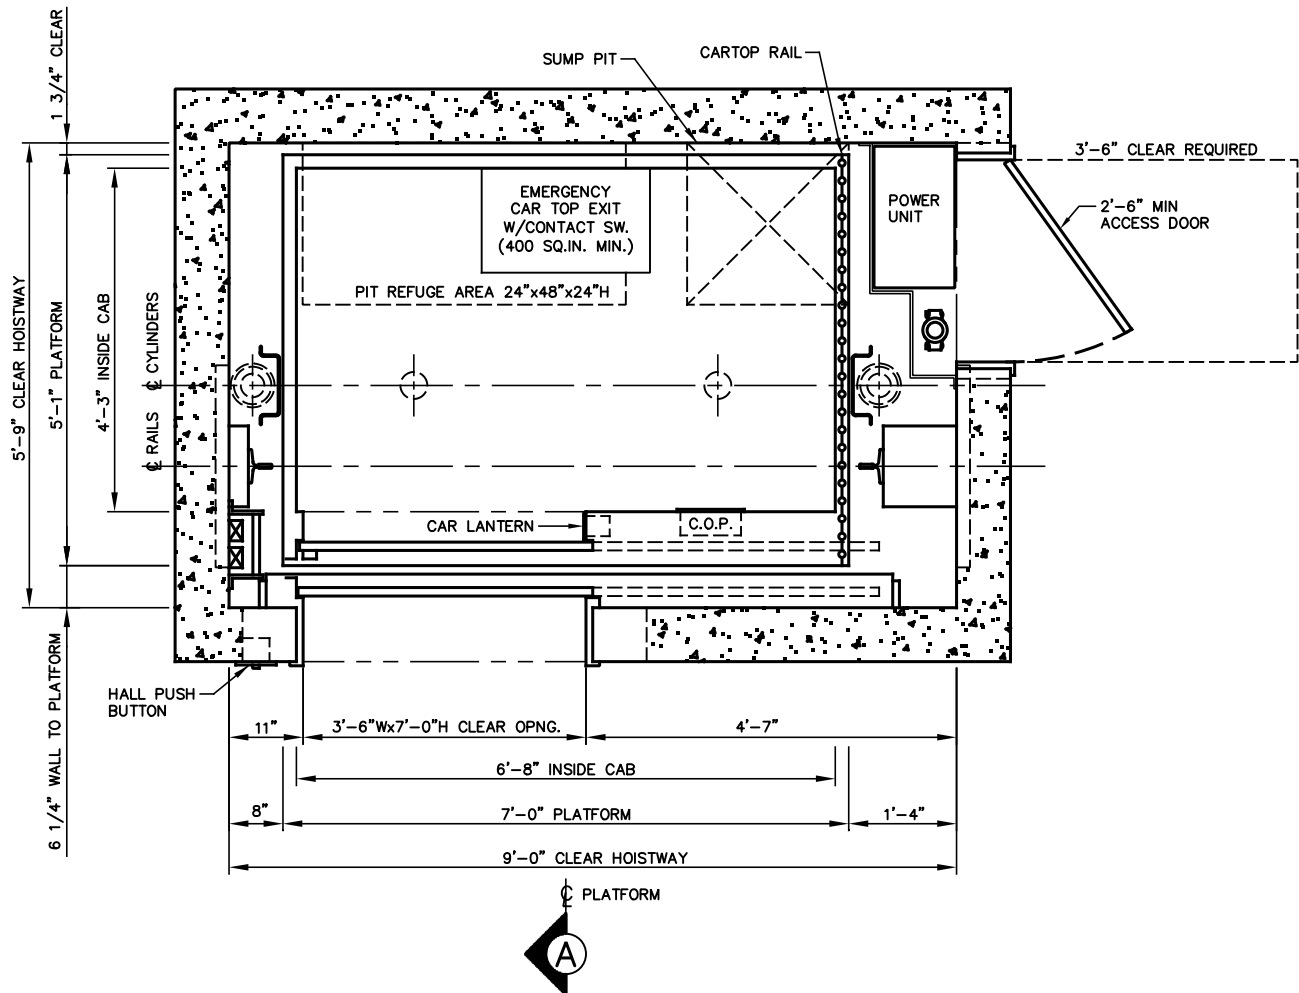 1 3/4" CLEAR
SUMP PIT
CARTOP RAIL
3'-6" CLEAR REQUIRED
EMERGENCY
CAR TOP EXIT
W/CONTACT SW.
(400 SQ.IN. MIN.)
POWER
UNIT
2'-6" MIN
ACCESS DOOR
PIT REFUGE AREA 24"x48"x24"H
5'-9" CLEAR HOISTWAY
5'-1" PLATFORM
4'-3" INSIDE CAB
℄ CYLINDERS
℄ RAILS
CAR LANTERN
C.O.P.
6 1/4" WALL TO PLATFORM
HALL PUSH
BUTTON
11"
3'-6"Wx7'-0"H CLEAR OPNG.
4'-7"
6'-8" INSIDE CAB
8"
7'-0" PLATFORM
1'-4"
9'-0" CLEAR HOISTWAY
℄ PLATFORM
A